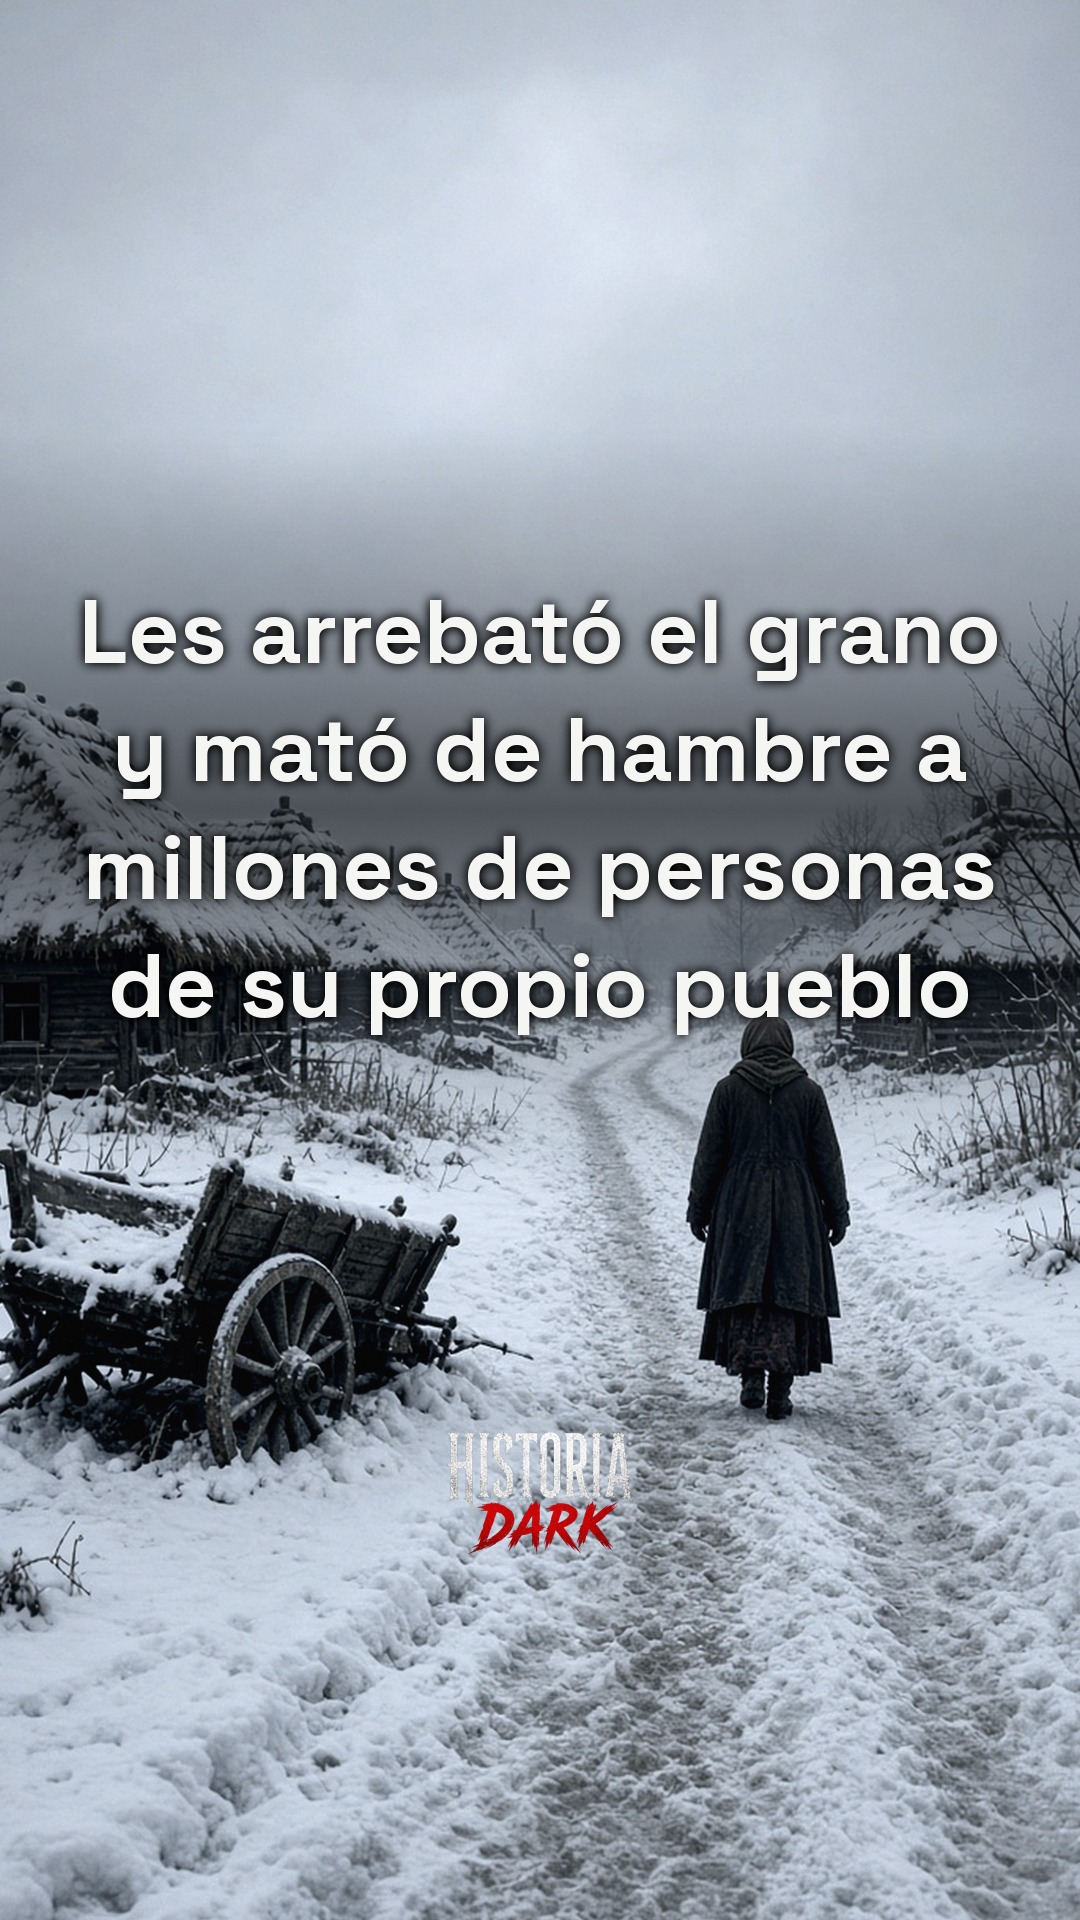 Les arrebató el grano
y mató de hambre a
millones de personas
de su propio pueblo
HISTORIA
DARK